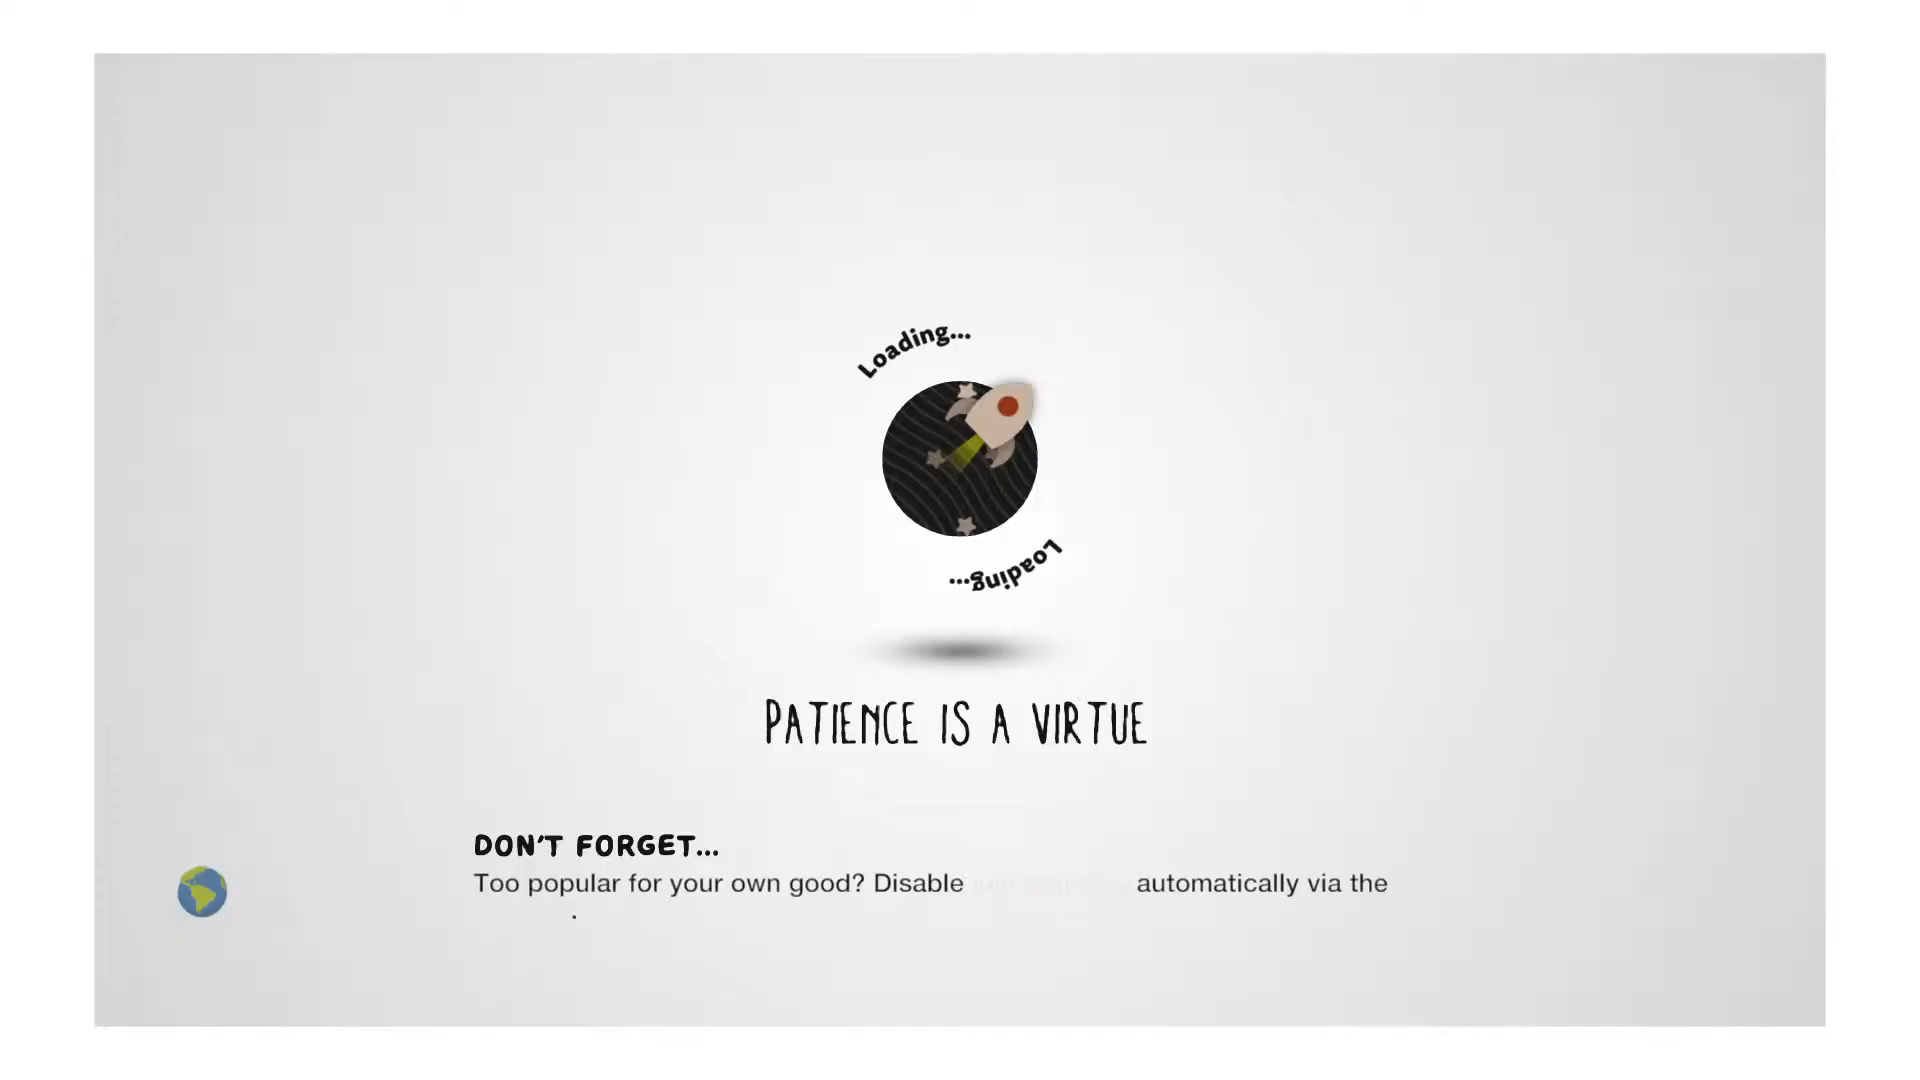 Loading...
Loading...
PATIENCE IS A VIRTUE
DON'T FORGET...
Too popular for your own good? Disable automatically via the
.